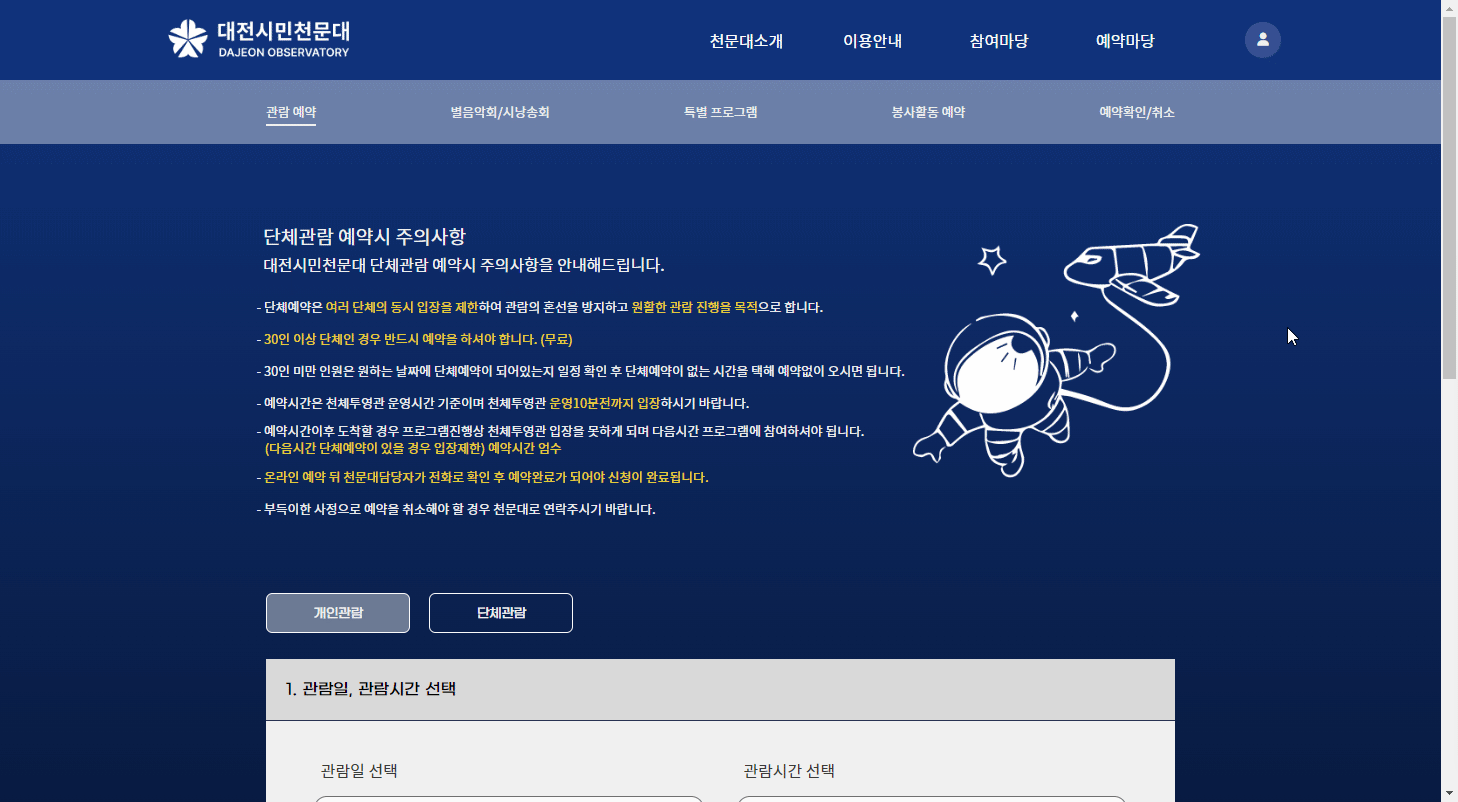 대전시민천문대
DAJEON OBSERVATORY
천문대소개
이용안내
참여마당
예약마당
관람 예약
별음악회/시낭송회
특별 프로그램
봉사활동 예약
예약확인/취소
단체관람 예약시 주의사항
대전시민천문대 단체관람 예약시 주의사항을 안내해드립니다.
- 단체예약은 여러 단체의 동시 입장을 제한하여 관람의 혼선을 방지하고 원활한 관람 진행을 목적으로 합니다.
- 30인 이상 단체인 경우 반드시 예약을 하셔야 합니다. (무료)
- 30인 미만 인원은 원하는 날짜에 단체예약이 되어있는지 일정 확인 후 단체예약이 없는 시간을 택해 예약없이 오시면 됩니다.
- 예약시간은 천체투영관 운영시간 기준이며 천체투영관 운영10분전까지 입장하시기 바랍니다.
- 예약시간이후 도착할 경우 프로그램진행상 천체투영관 입장을 못하게 되며 다음시간 프로그램에 참여하셔야 됩니다.
(다음시간 단체예약이 있을 경우 입장제한) 예약시간 엄수
- 온라인 예약 뒤 천문대담당자가 전화로 확인 후 예약완료가 되어야 신청이 완료됩니다.
- 부득이한 사정으로 예약을 취소해야 할 경우 천문대로 연락주시기 바랍니다.
개인관람
단체관람
1. 관람일, 관람시간 선택
관람일 선택
관람시간 선택